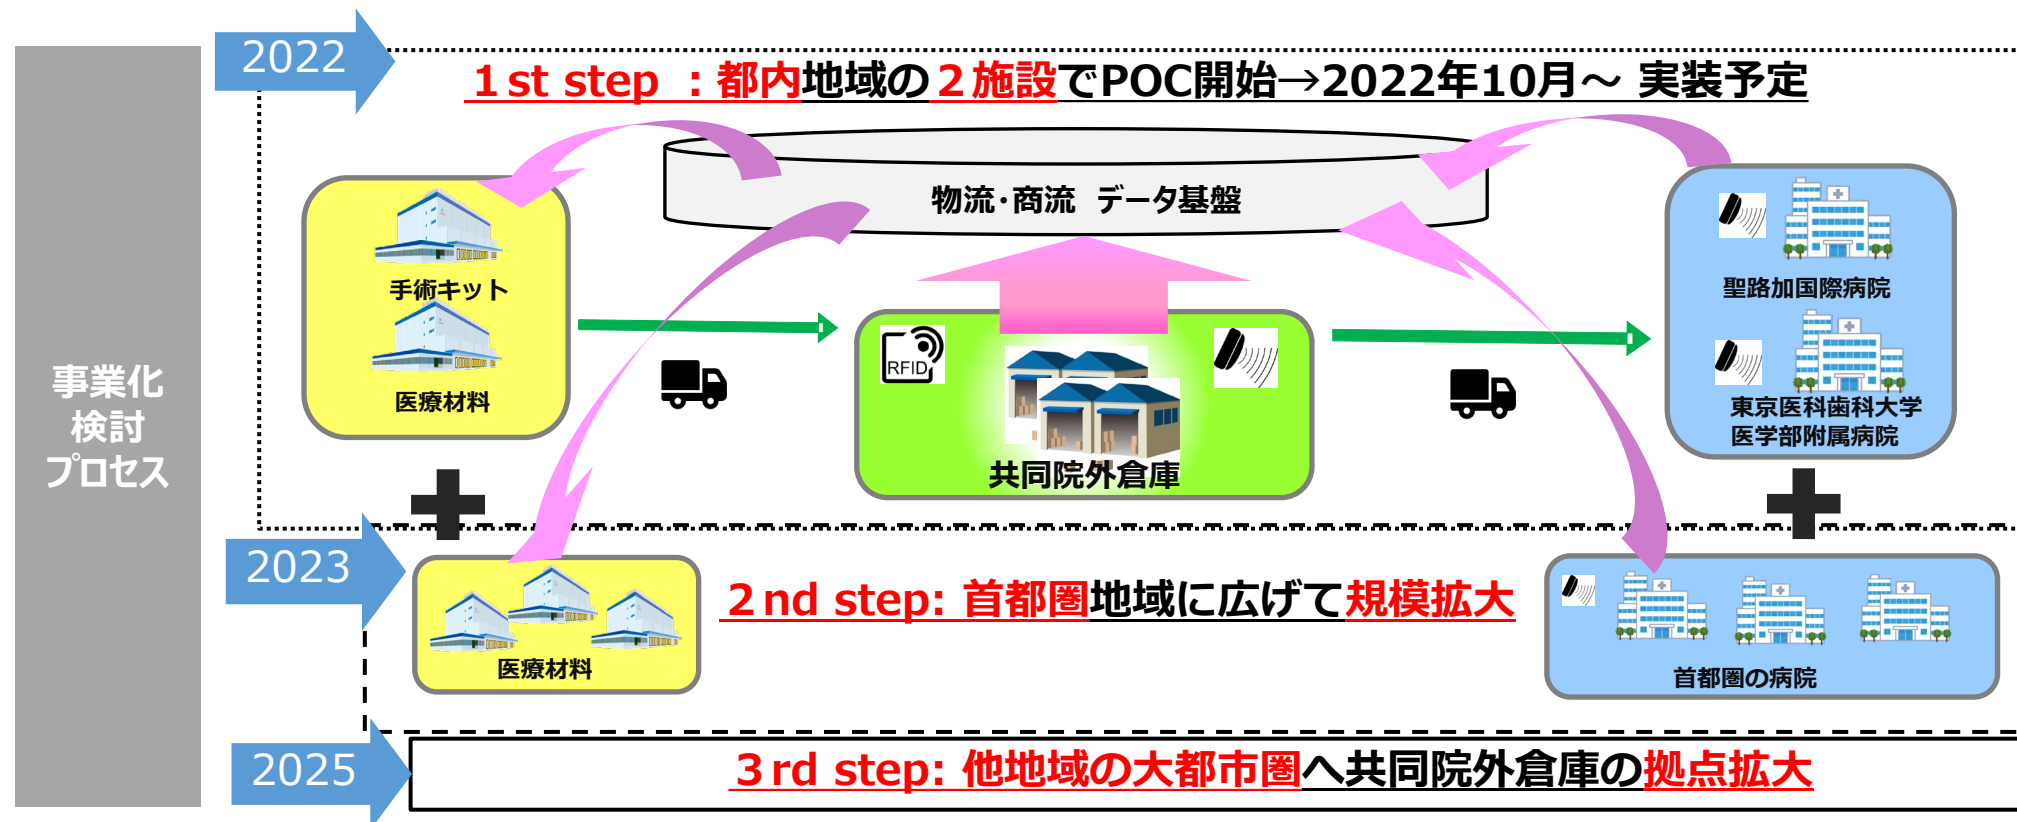 事業化
検討
プロセス
2022
1st step ：都内地域の２施設でPOC開始→2022年10月～ 実装予定
物流・商流 データ基盤
手術キット
医療材料
RFID
共同院外倉庫
聖路加国際病院
東京医科歯科大学
医学部附属病院
2023
2nd step: 首都圏地域に広げて規模拡大
医療材料
首都圏の病院
2025
3rd step: 他地域の大都市圏へ共同院外倉庫の拠点拡大